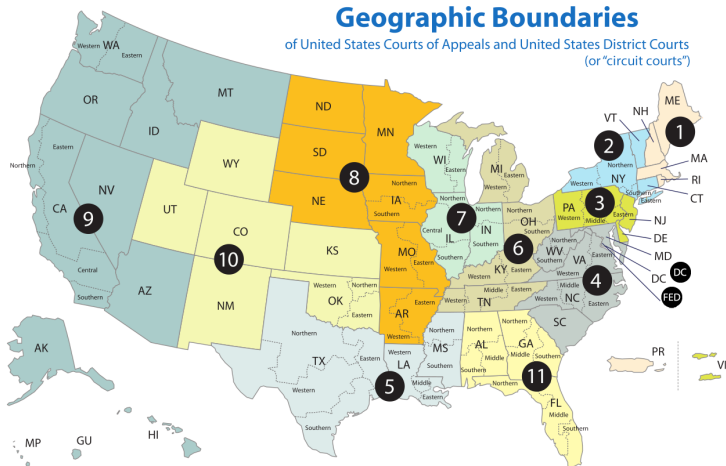 Geographic Boundaries
of United States Courts of Appeals and United States District Courts
(or “circuit courts”)
Western WA Eastern
OR
MT
ID
Northern Eastern
CA
NV
9
Central
Southern
AZ
AK
MP
GU
HI
WY
UT
CO
10
KS
NM
OK
Western Northern
Eastern
ND
MN
SD
8
NE
Northern
IA
Southern
MO
Western Eastern
AR
Western Eastern
Northern
TX
Eastern
Western
Southern
5
Western
LA
Middle
Eastern
Northern
MS
Southern
WI
Western Eastern
7
Northern
Central
IL
Southern
Northern
IN
Southern
MI
Western Eastern
Northern
OH
Southern
6
KY
Western Eastern
Western Middle Eastern
TN
Northern
AL
Middle
Southern
Northern
GA
Middle
Southern
11
Northern
FL
Middle
Southern
Northern
WV
Southern
VA
Western Eastern
4
Western Middle
NC
Eastern
SC
PA
3
Western Middle Eastern
2
Northern
NY
Western
Southern
Eastern
VT
NH
ME
1
MA
RI
CT
NJ
DE
MD
DC
DC
FED
PR
VI